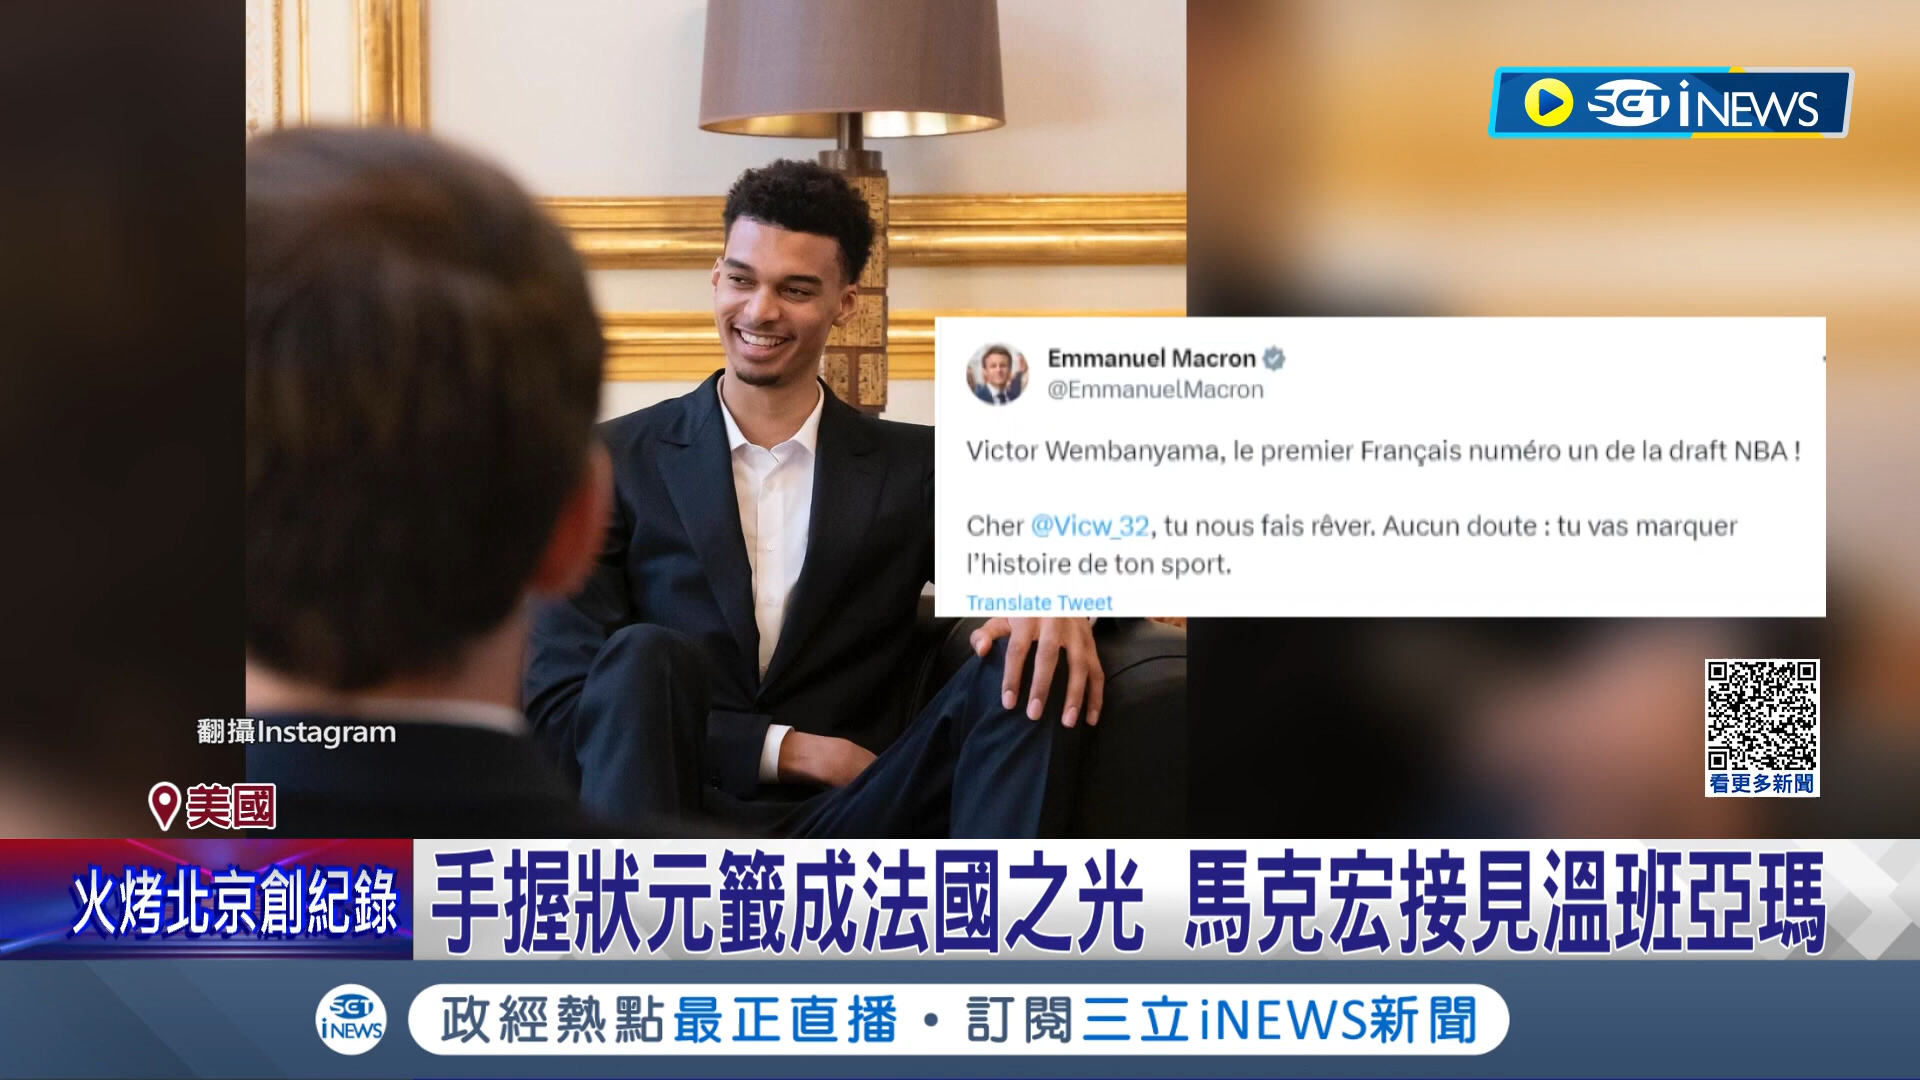 SET iNEWS
Emmanuel Macron
@EmmanuelMacron
Victor Wembanyama, le premier Français numéro un de la draft NBA !
Cher @Vicw_32, tu nous fais rêver. Aucun doute : tu vas marquer
l’histoire de ton sport.
Translate Tweet
翻攝Instagram
看更多新聞
美國
火烤北京創紀錄
手握狀元籤成法國之光 馬克宏接見溫班亞瑪
SET iNEWS
政經熱點最正直播・訂閱三立iNEWS新聞